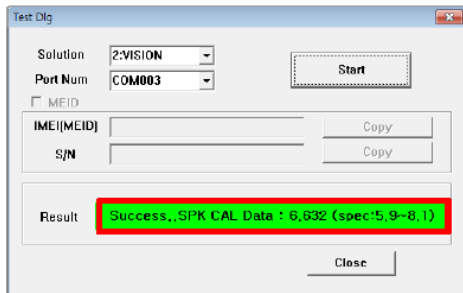 Test Dlg
Solution 2:VISION
Start
Port Num COM003
MEID
IMEI(MEID) Copy
S/N Copy
Result Success,,SPK CAL Data : 6,632 (spec:5,9~8,1)
Close